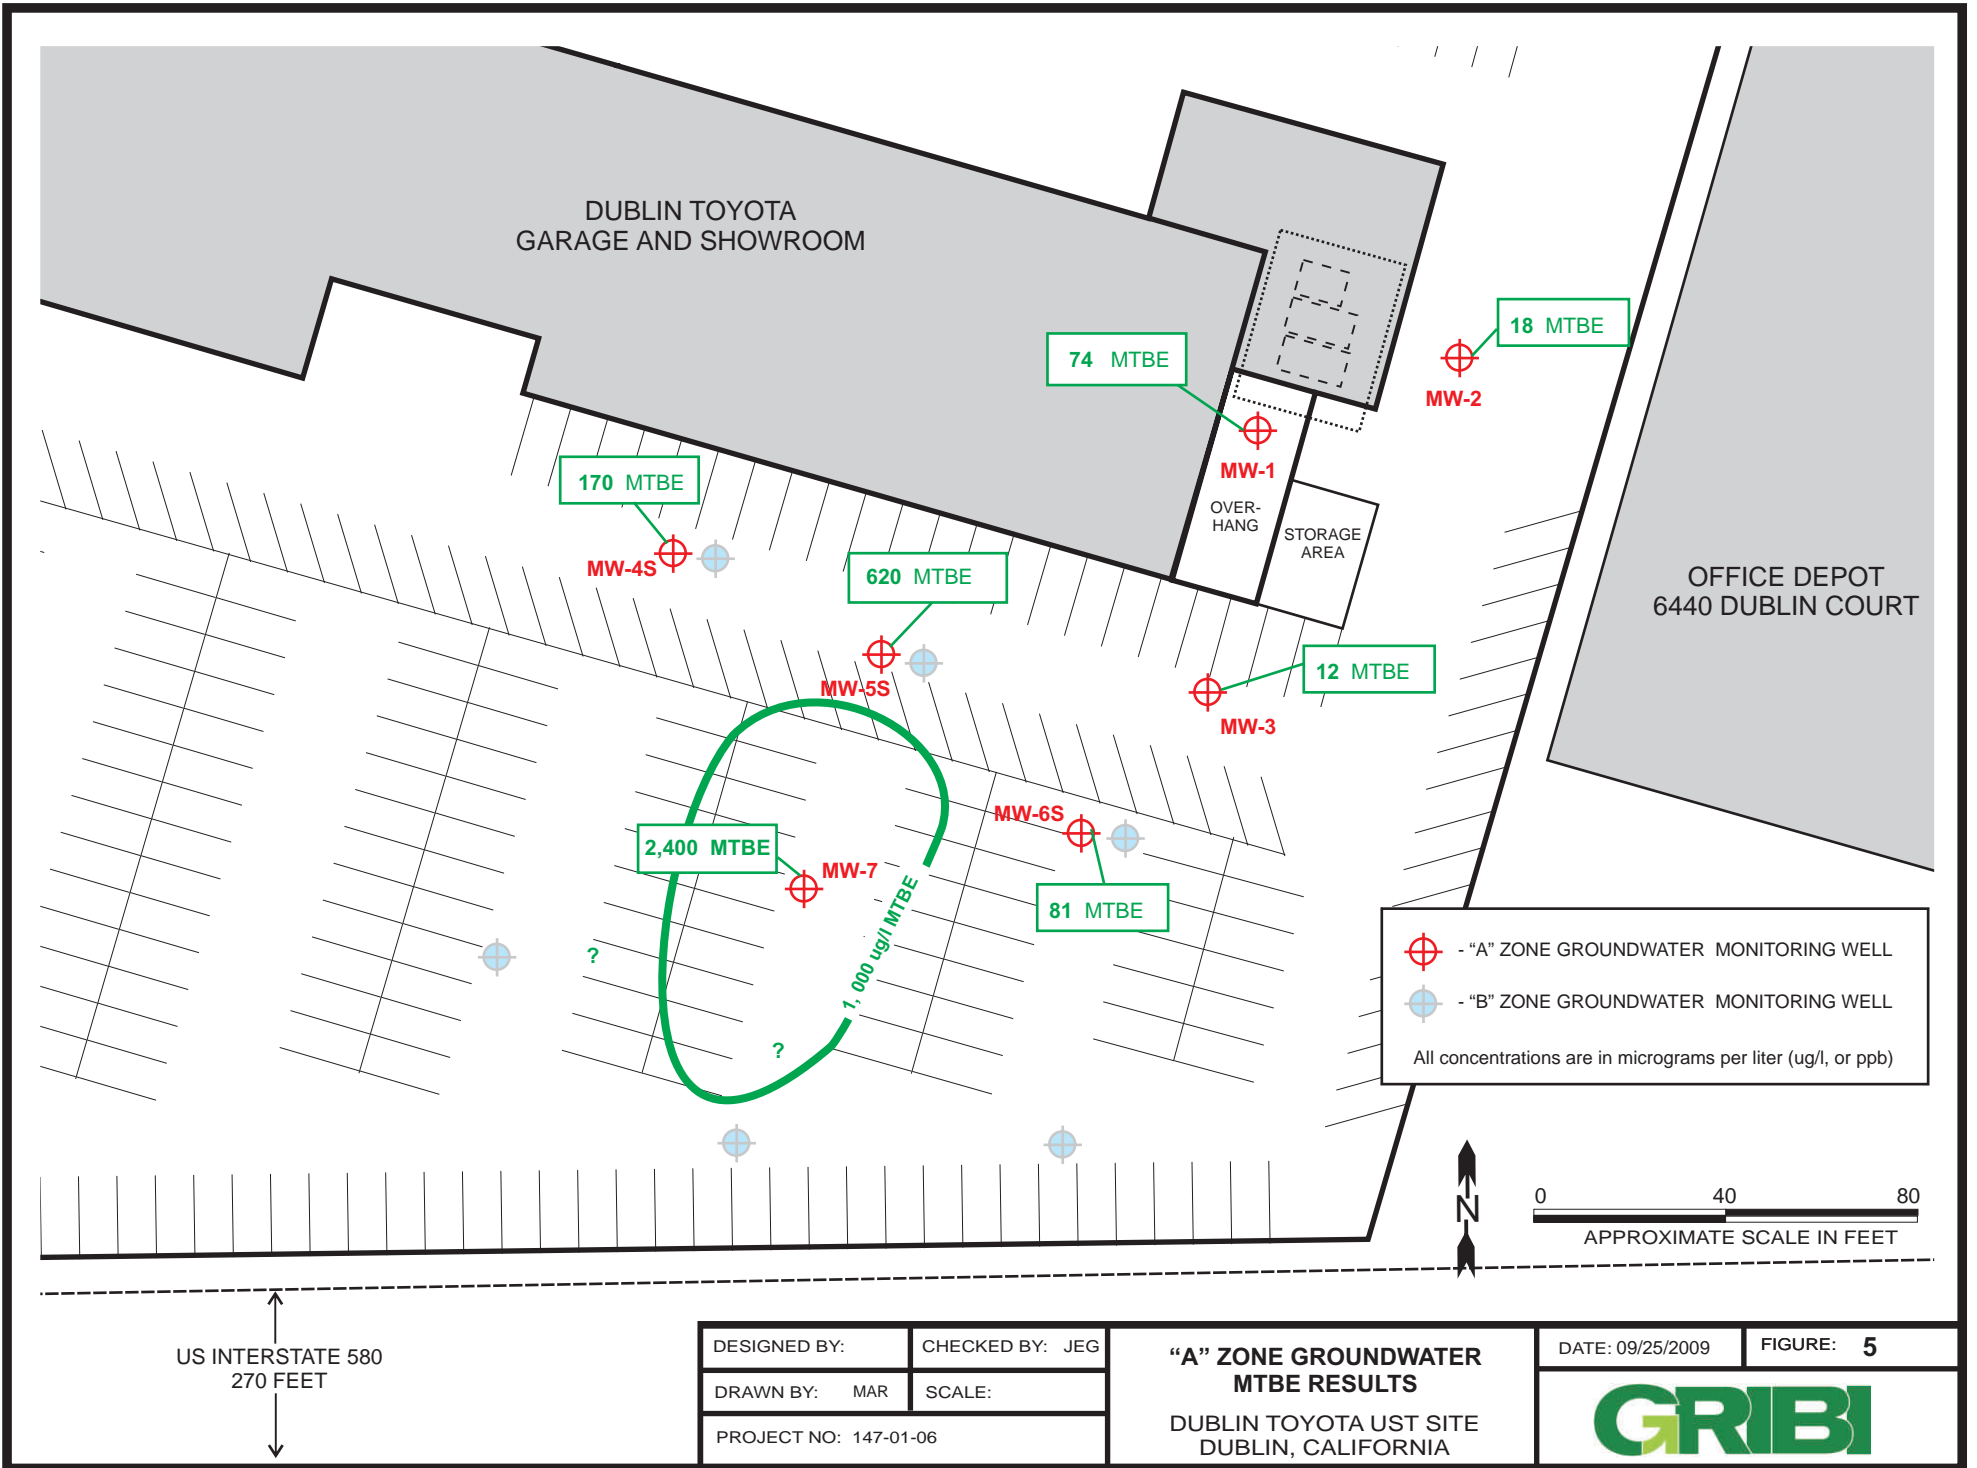 DUBLIN TOYOTA
GARAGE AND SHOWROOM
18 MTBE
MW-2
74 MTBE
MW-1
OVER-
HANG
STORAGE
AREA
170 MTBE
MW-4S
620 MTBE
MW-5S
OFFICE DEPOT
6440 DUBLIN COURT
12 MTBE
MW-3
MW-6S
81 MTBE
2,400 MTBE
MW-7
1, 000 ug/l MTBE
?
?
- “A” ZONE GROUNDWATER MONITORING WELL
- “B” ZONE GROUNDWATER MONITORING WELL
All concentrations are in micrograms per liter (ug/l, or ppb)
N
0 40 80
APPROXIMATE SCALE IN FEET
US INTERSTATE 580
270 FEET
DESIGNED BY:
CHECKED BY: JEG
DRAWN BY: MAR
SCALE:
PROJECT NO: 147-01-06
“A” ZONE GROUNDWATER
MTBE RESULTS
DUBLIN TOYOTA UST SITE
DUBLIN, CALIFORNIA
DATE: 09/25/2009
FIGURE: 5
GRIBI